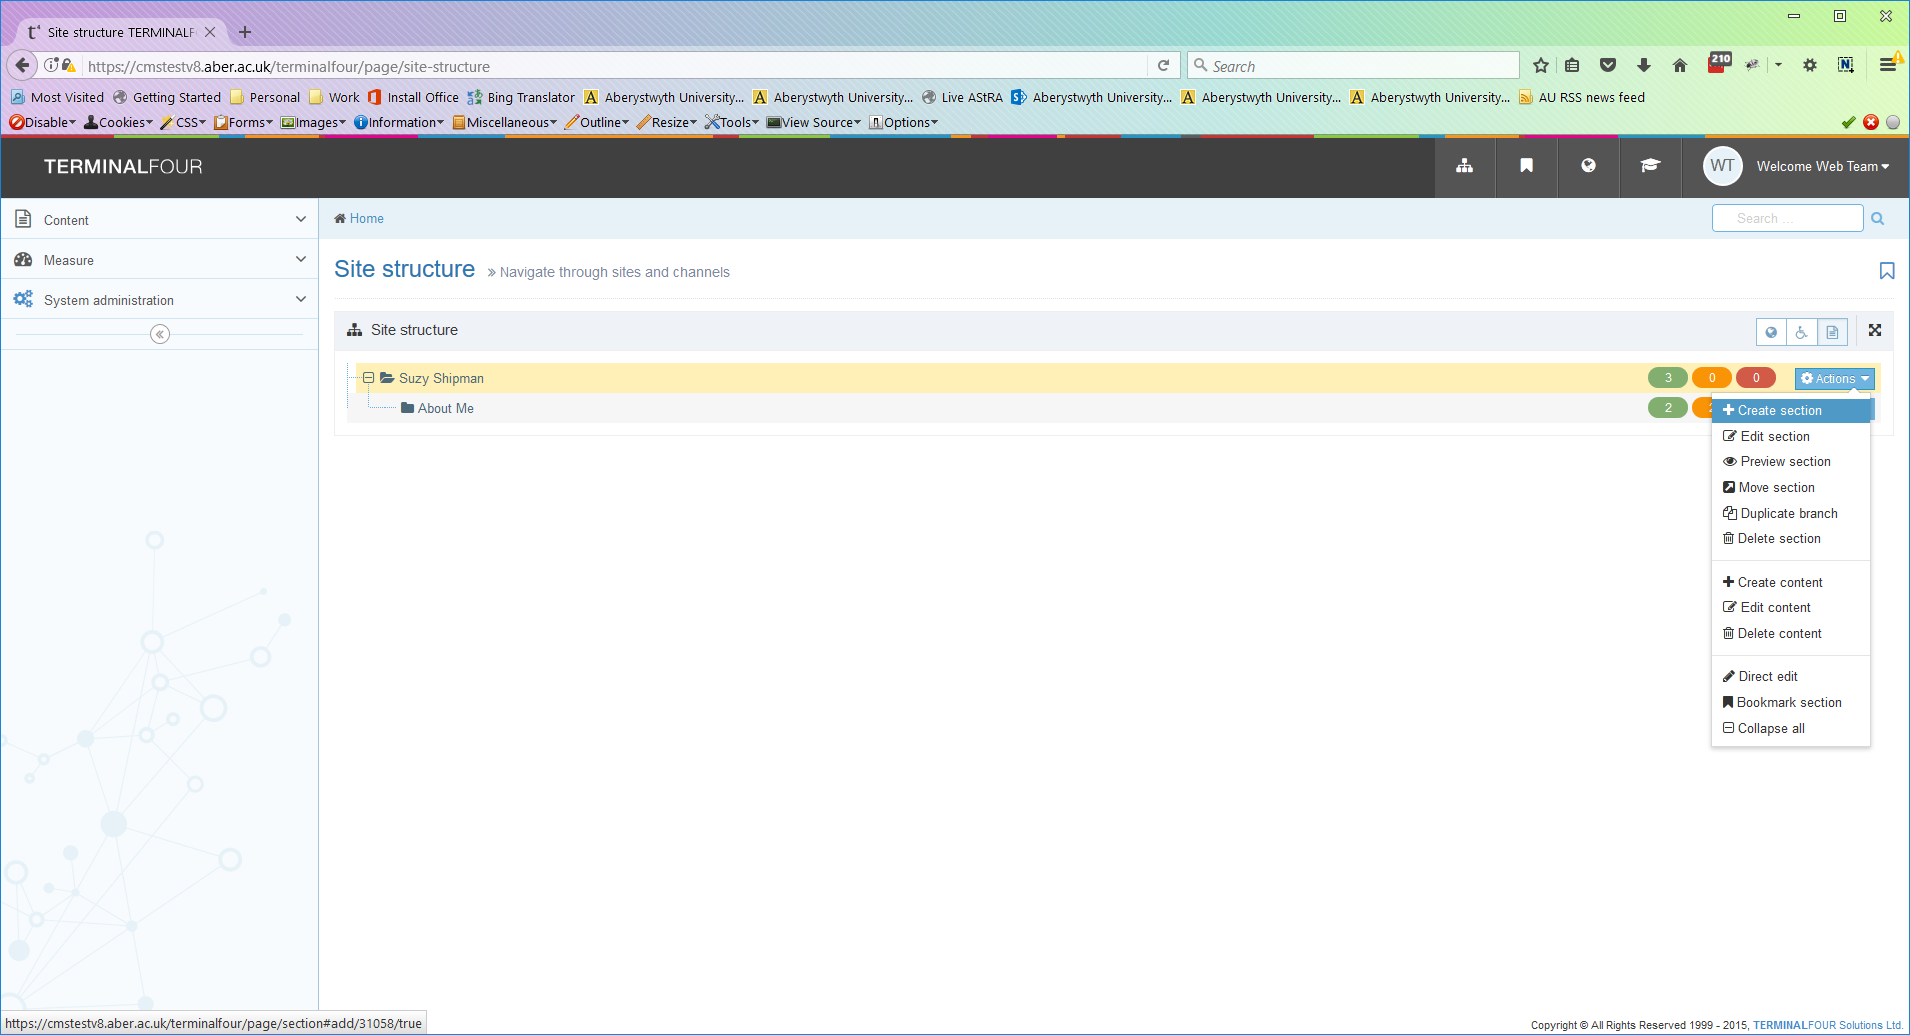 Site structure TERMINALF
https://cmstestv8.aber.ac.uk/terminalfour/page/site-structure
Search
210
Most Visited Getting Started Personal Work Install Office Bing Translator Aberystwyth University... Aberystwyth University... Live AStRA Aberystwyth University... Aberystwyth University... Aberystwyth University... AU RSS news feed
Disable Cookies CSS Forms Images Information Miscellaneous Outline Resize Tools View Source Options
TERMINALFOUR
WT Welcome Web Team
Content
Measure
System administration
Home
Search ...
Site structure » Navigate through sites and channels
Site structure
Suzy Shipman 3 0 0 Actions
About Me 2
Create section
Edit section
Preview section
Move section
Duplicate branch
Delete section
Create content
Edit content
Delete content
Direct edit
Bookmark section
Collapse all
https://cmstestv8.aber.ac.uk/terminalfour/page/section#add/31058/true
Copyright © All Rights Reserved 1999 - 2015, TERMINALFOUR Solutions Ltd.